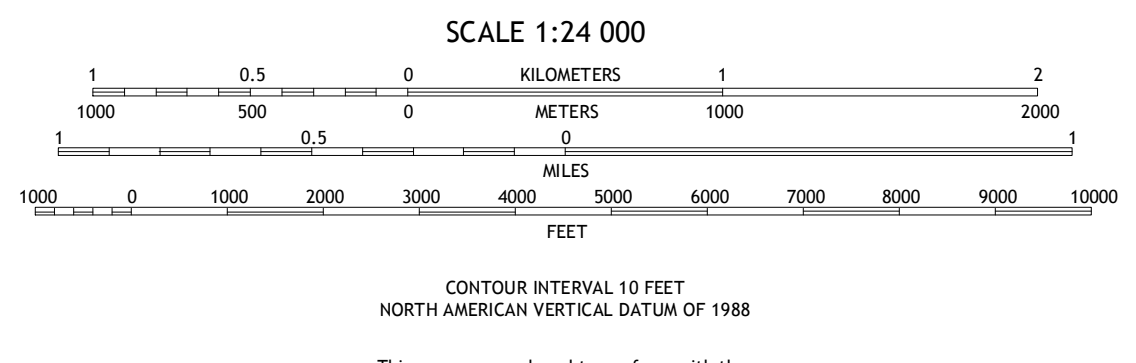 SCALE 1:24 000
1 0.5 0 KILOMETERS 1 2
1000 500 0 METERS 1000 2000
1 0.5 0 1
MILES
1000 0 1000 2000 3000 4000 5000 6000 7000 8000 9000 10000
FEET
CONTOUR INTERVAL 10 FEET
NORTH AMERICAN VERTICAL DATUM OF 1988